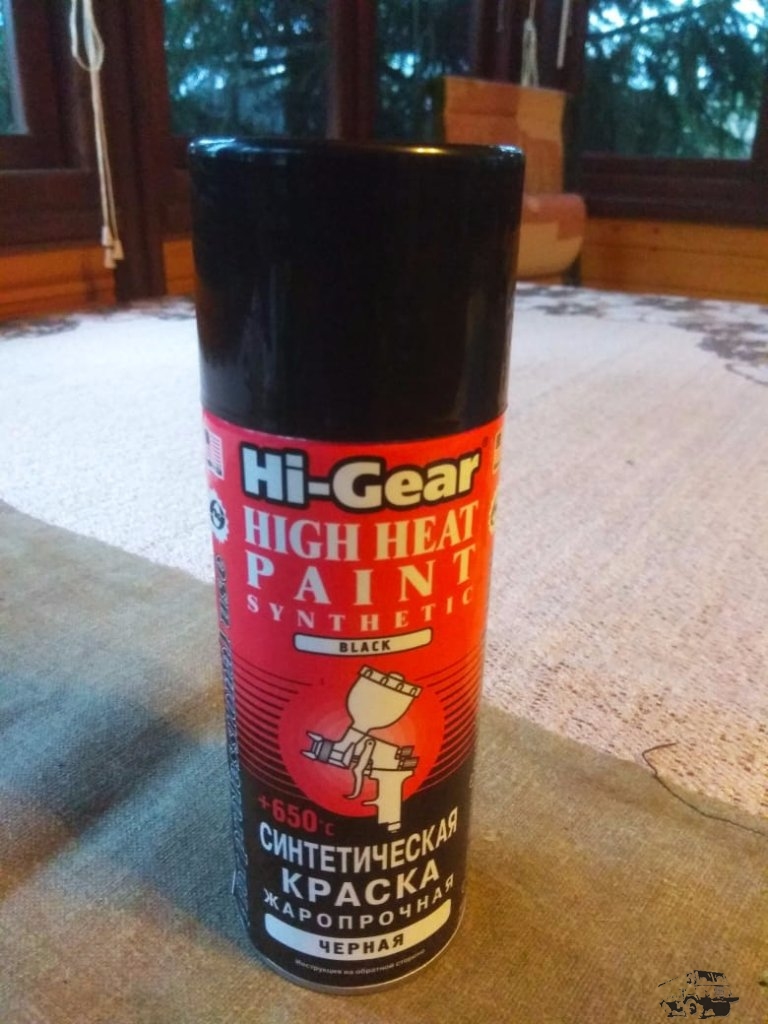 Hi-Gear®
HIGH HEAT
PAINT
SYNTHETIC
BLACK
+650°C
СИНТЕТИЧЕСКАЯ
КРАСКА
ЖАРОПРОЧНАЯ
ЧЕРНАЯ
Инструкция на обратной стороне